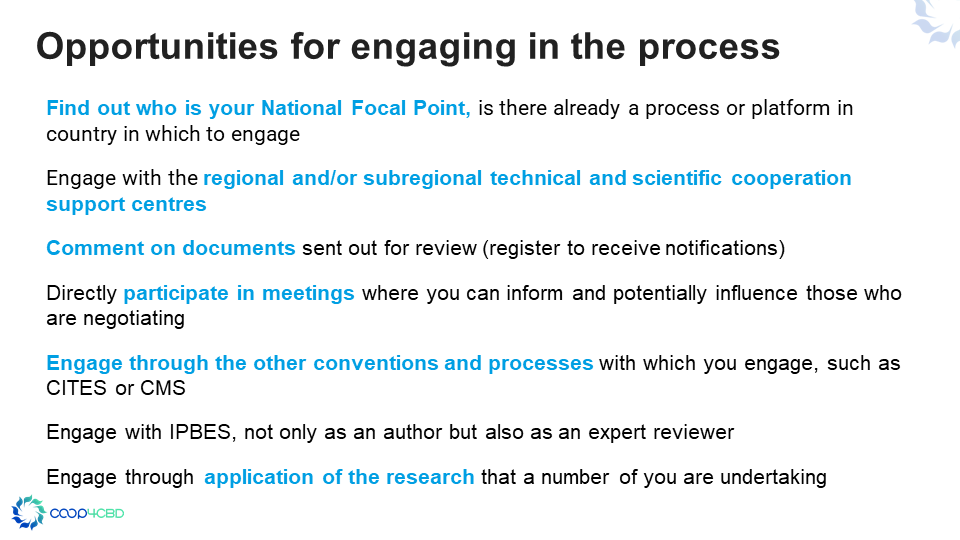 Opportunities for engaging in the process
Find out who is your National Focal Point, is there already a process or platform in
country in which to engage
Engage with the regional and/or subregional technical and scientific cooperation
support centres
Comment on documents sent out for review (register to receive notifications)
Directly participate in meetings where you can inform and potentially influence those who
are negotiating
Engage through the other conventions and processes with which you engage, such as
CITES or CMS
Engage with IPBES, not only as an author but also as an expert reviewer
Engage through application of the research that a number of you are undertaking
COOP4CBD